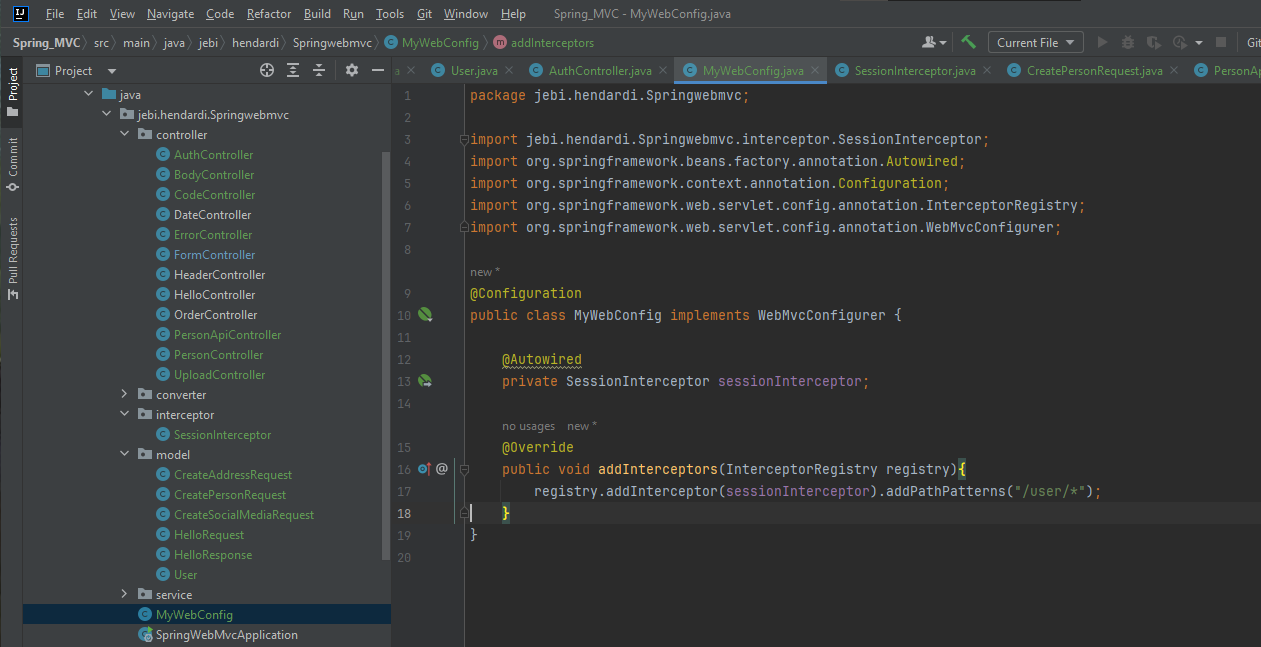 File Edit View Navigate Code Refactor Build Run Tools Git Window Help Spring_MVC - MyWebConfig.java
Spring_MVC src main java jebi hendardi Springwebmvc MyWebConfig addInterceptors Current File Git
Project
Commit
Pull Requests
Project
a User.java AuthController.java MyWebConfig.java SessionInterceptor.java CreatePersonRequest.java PersonAp
java
jebi.hendardi.Springwebmvc
controller
AuthController
BodyController
CodeController
DateController
ErrorController
FormController
HeaderController
HelloController
OrderController
PersonApiController
PersonController
UploadController
converter
interceptor
SessionInterceptor
model
CreateAddressRequest
CreatePersonRequest
CreateSocialMediaRequest
HelloRequest
HelloResponse
User
service
MyWebConfig
SpringWebMvcApplication
1 package jebi.hendardi.Springwebmvc;
2
3 import jebi.hendardi.Springwebmvc.interceptor.SessionInterceptor;
4 import org.springframework.beans.factory.annotation.Autowired;
5 import org.springframework.context.annotation.Configuration;
6 import org.springframework.web.servlet.config.annotation.InterceptorRegistry;
7 import org.springframework.web.servlet.config.annotation.WebMvcConfigurer;
8
new *
9 @Configuration
10 public class MyWebConfig implements WebMvcConfigurer {
11
12 @Autowired
13 private SessionInterceptor sessionInterceptor;
14
no usages new *
15 @Override
16 @ public void addInterceptors(InterceptorRegistry registry){
17 registry.addInterceptor(sessionInterceptor).addPathPatterns("/user/*");
18 }
19 }
20